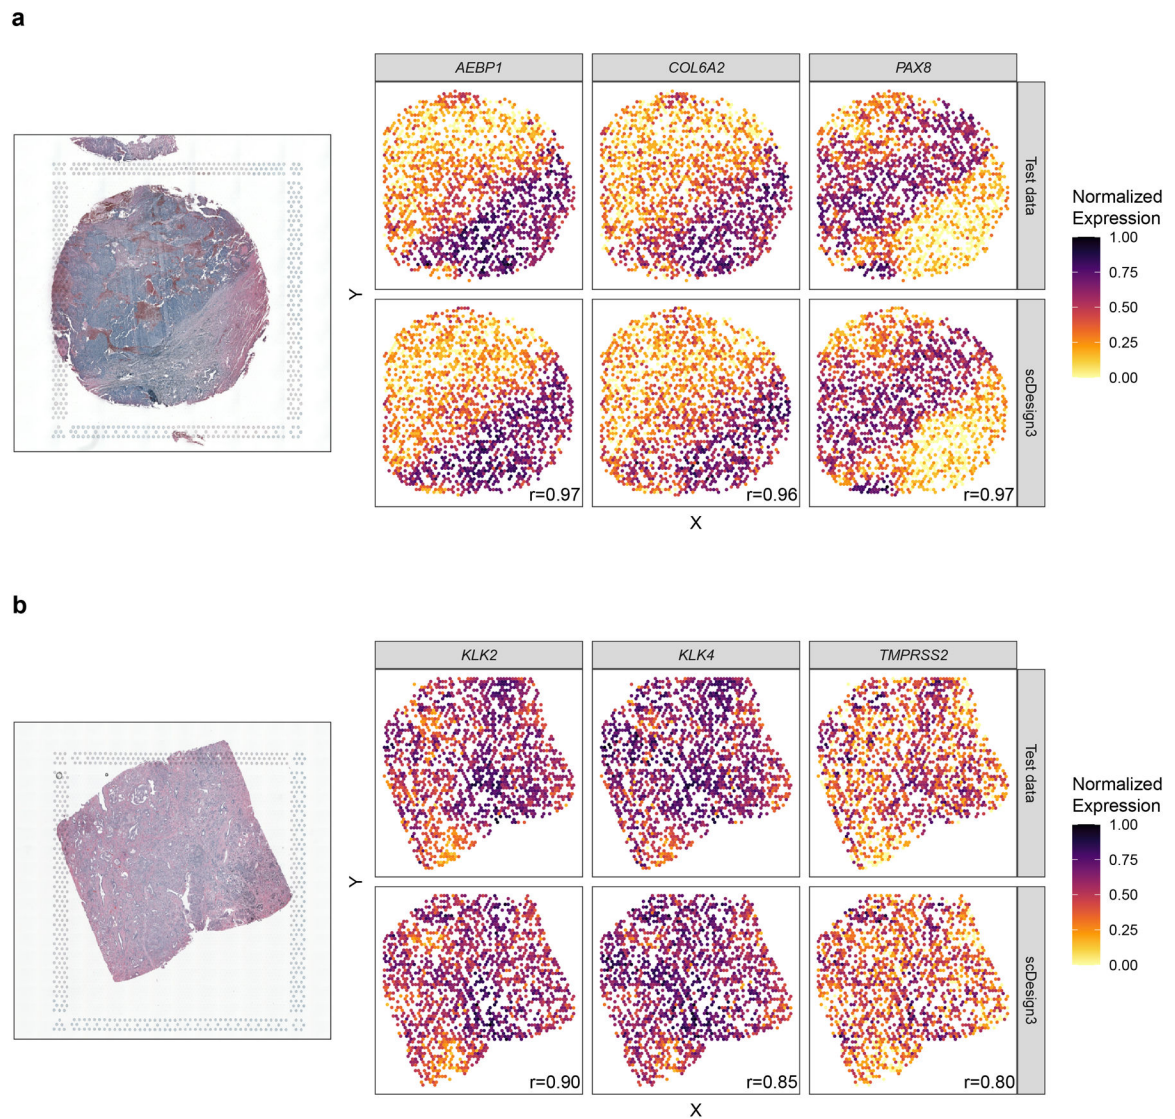 a
AEBP1
COL6A2
PAX8
Test data
Y
scDesign3
r=0.97
r=0.96
r=0.97
X
Normalized
Expression
1.00
0.75
0.50
0.25
0.00
b
KLK2
KLK4
TMPRSS2
Test data
Y
scDesign3
r=0.90
r=0.85
r=0.80
X
Normalized
Expression
1.00
0.75
0.50
0.25
0.00